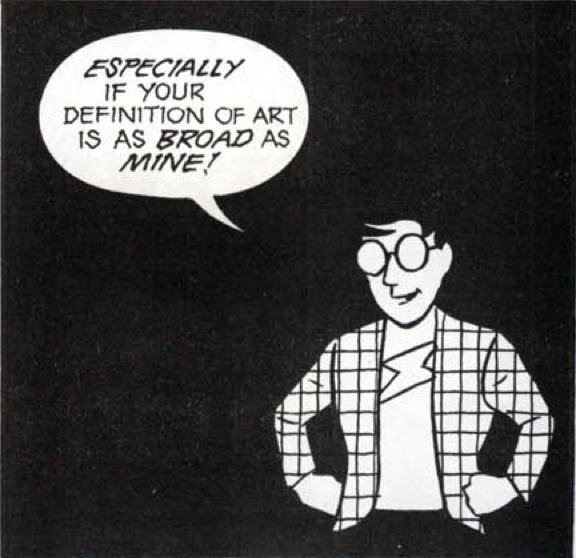 ESPECIALLY
IF YOUR
DEFINITION OF ART
IS AS BROAD AS
MINE!